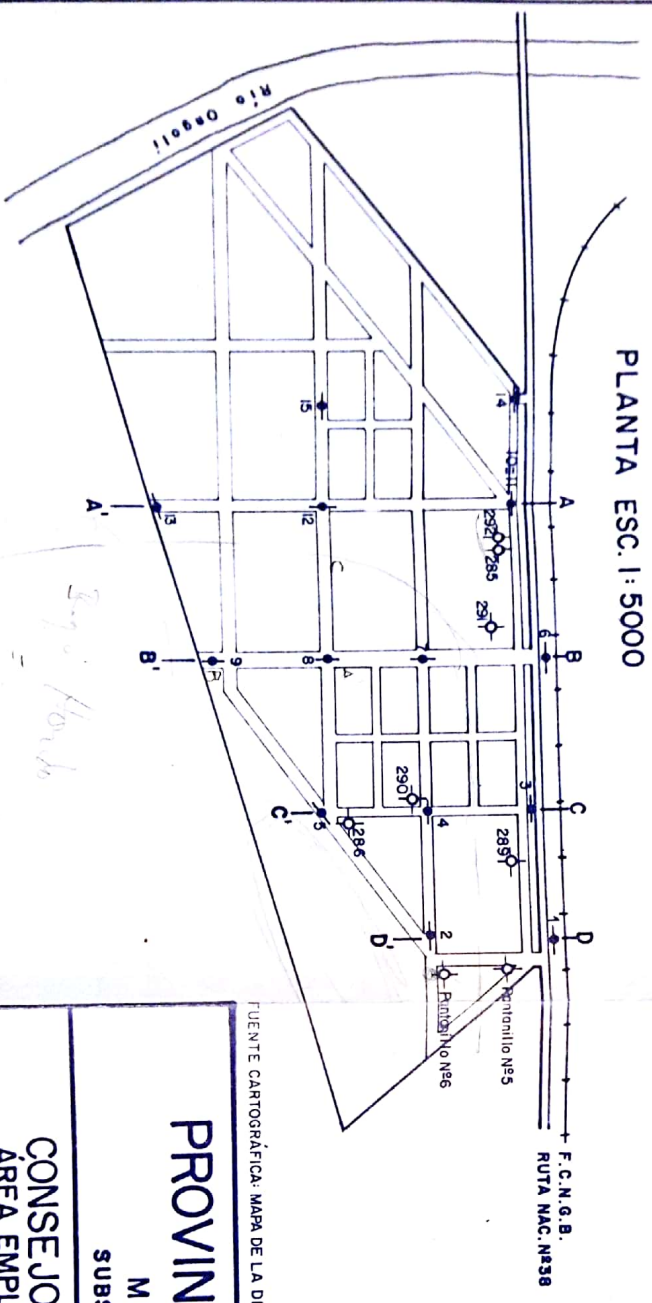 PLANTA ESC. 1:5000
Río Ongolí
F.C.N.G.B.
RUTA NAC. Nº38
A
B
C
D
14
10=11
6
3
1
292
285
291
289
Pantanillo Nº5
15
12
8
4
2
290
286
Pantanillo Nº6
13
9
5
A'
B'
C'
D'
C
A
FUENTE CARTOGRÁFICA: MAPA DE LA
PROVIN
M
SUBS
CONSEJO
ÁREA EMPL